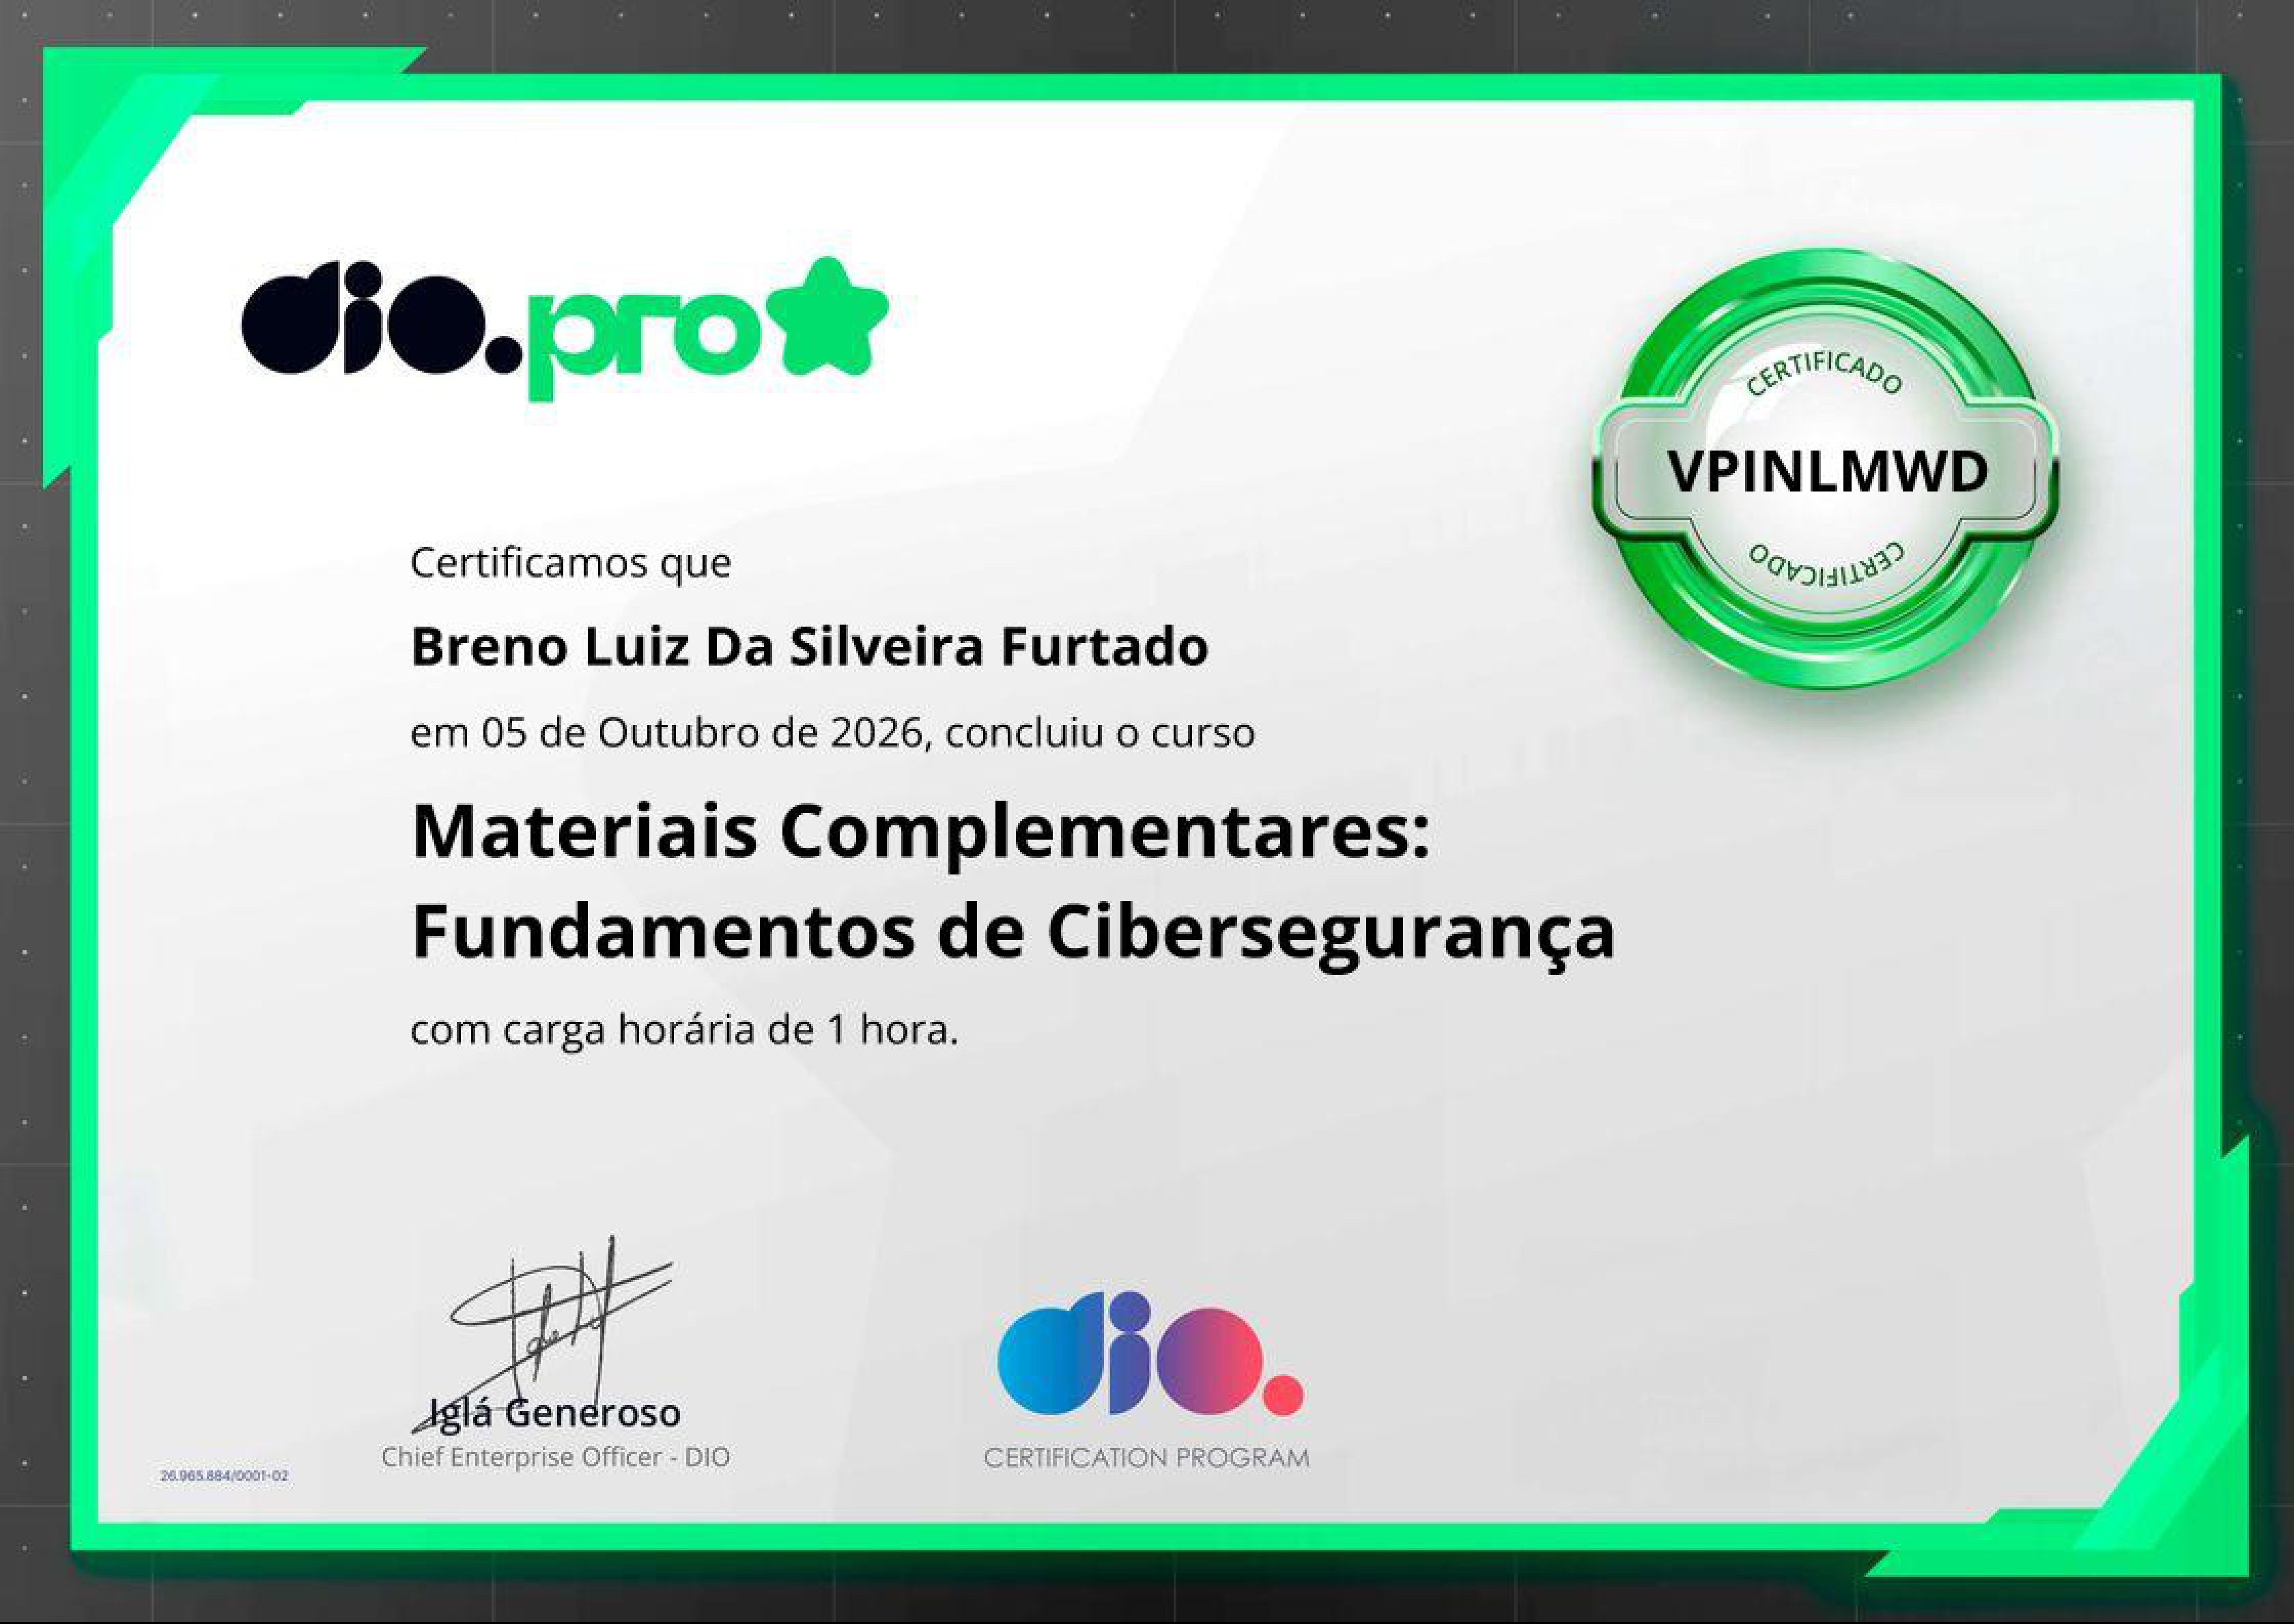 dio.pro
CERTIFICADO
VPINLMWD
CERTIFICADO
Certificamos que
Breno Luiz Da Silveira Furtado
em 05 de Outubro de 2026, concluiu o curso
Materiais Complementares:
Fundamentos de Cibersegurança
com carga horária de 1 hora.
Iglá Generoso
Chief Enterprise Officer - DIO
dio.
CERTIFICATION PROGRAM
26.965.884/0001-02